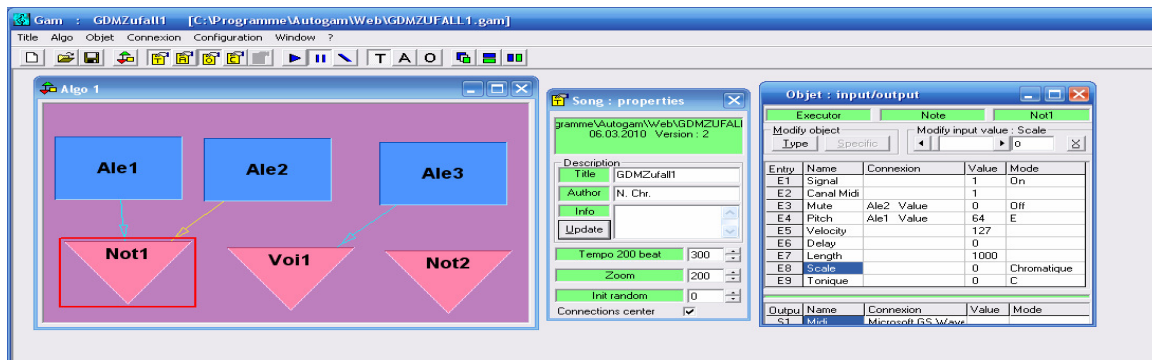 Gam : GDMZufall1 [C:\Programme\Autogam\Web\GDMZUFALL1.gam]
Title Algo Objet Connexion Configuration Window ?
T A O C T A O
Algo 1
Ale1 Ale2 Ale3
Not1 Voi1 Not2
Song : properties
gramme\Autogam\Web\GDMZUFALL
06.03.2010 Version : 2
Description
Title GDMZufall1
Author N. Chr.
Info
Update
Tempo 200 beat 300
Zoom 200
Init random 0
Connections center
Objet : input/output
Executor Note Not1
Modify object Modify input value : Scale
Type Specific 0
Entry Name Connexion Value Mode
E1 Signal 1 On
E2 Canal Midi 1
E3 Mute Ale2 Value 0 Off
E4 Pitch Ale1 Value 64 E
E5 Velocity 127
E6 Delay 0
E7 Length 1000
E8 Scale 0 Chromatique
E9 Tonique 0 C
Outpu Name Connexion Value Mode
S1 Midi Microsoft GS Wave